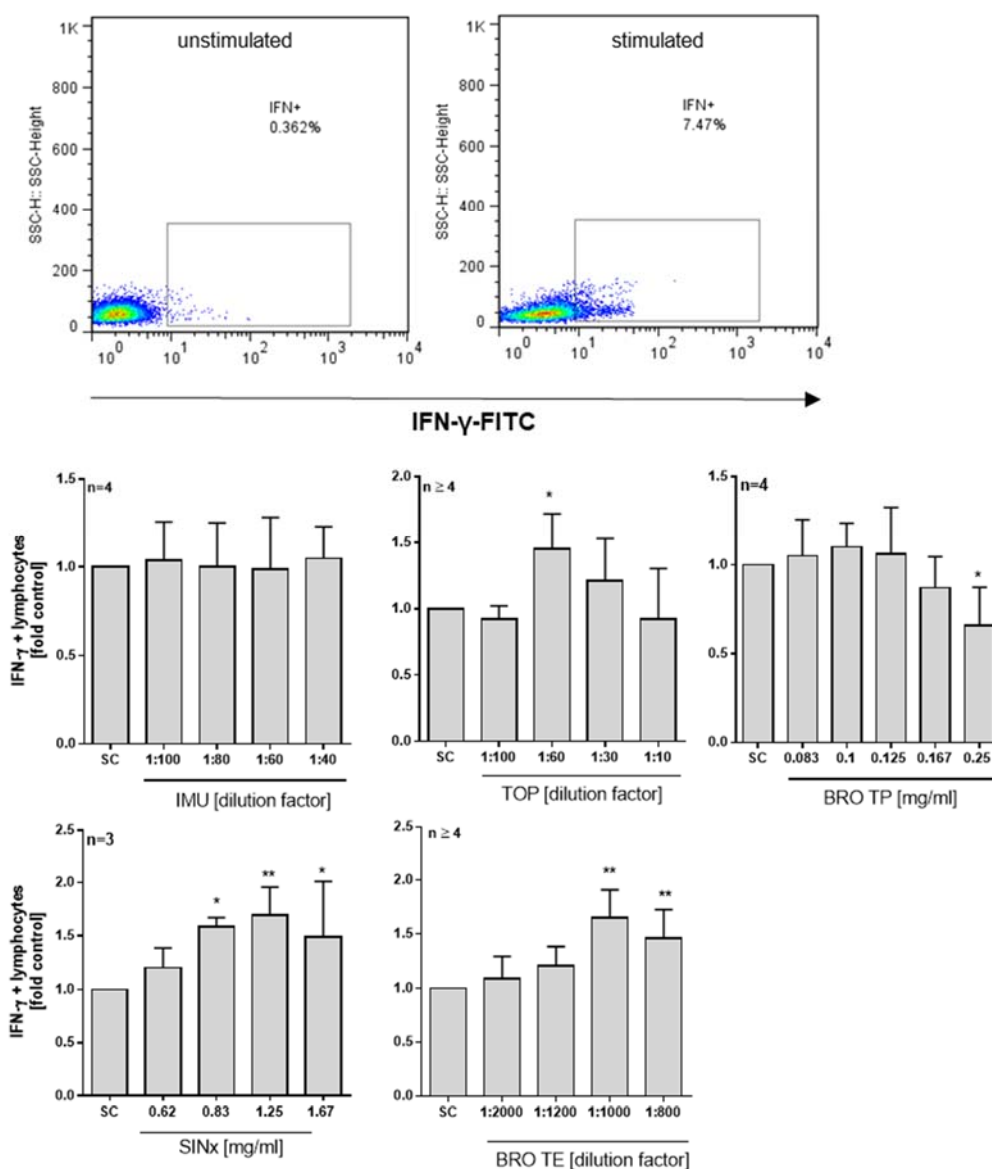 unstimulated
1K
800
600
400
200
0
SSC-H:: SSC-Height
IFN+
0.362%
10^0 10^1 10^2 10^3 10^4
stimulated
1K
800
600
400
200
0
SSC-H:: SSC-Height
IFN+
7.47%
10^0 10^1 10^2 10^3 10^4
IFN-γ-FITC
IFN-γ + lymphocytes
[fold control]
1.5
1.0
0.5
0.0
n=4
SC 1:100 1:80 1:60 1:40
IMU [dilution factor]
2.0
1.5
1.0
0.5
0.0
n ≥ 4
*
SC 1:100 1:60 1:30 1:10
TOP [dilution factor]
1.5
1.0
0.5
0.0
n=4
*
SC 0.083 0.1 0.125 0.167 0.25
BRO TP [mg/ml]
IFN-γ + lymphocytes
[fold control]
2.5
2.0
1.5
1.0
0.5
0.0
n=3
* ** *
SC 0.62 0.83 1.25 1.67
SINx [mg/ml]
2.5
2.0
1.5
1.0
0.5
0.0
n ≥ 4
** **
SC 1:2000 1:1200 1:1000 1:800
BRO TE [dilution factor]